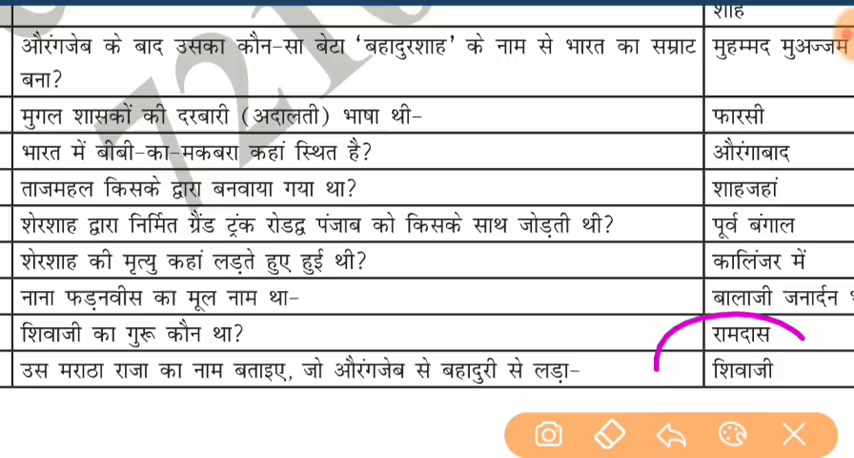 शाह
औरंगजेब के बाद उसका कौन-सा बेटा ‘बहादुरशाह’ के नाम से भारत का सम्राट बना? मुहम्मद मुअज्जम
मुगल शासकों की दरबारी (अदालती) भाषा थी- फारसी
भारत में बीबी-का-मकबरा कहां स्थित है? औरंगाबाद
ताजमहल किसके द्वारा बनवाया गया था? शाहजहां
शेरशाह द्वारा निर्मित ग्रैंड ट्रंक रोडद्व पंजाब को किसके साथ जोड़ती थी? पूर्व बंगाल
शेरशाह की मृत्यु कहां लड़ते हुए हुई थी? कालिंजर में
नाना फड़नवीस का मूल नाम था- बालाजी जनार्दन
शिवाजी का गुरू कौन था? रामदास
उस मराठा राजा का नाम बताइए, जो औरंगजेब से बहादुरी से लड़ा- शिवाजी